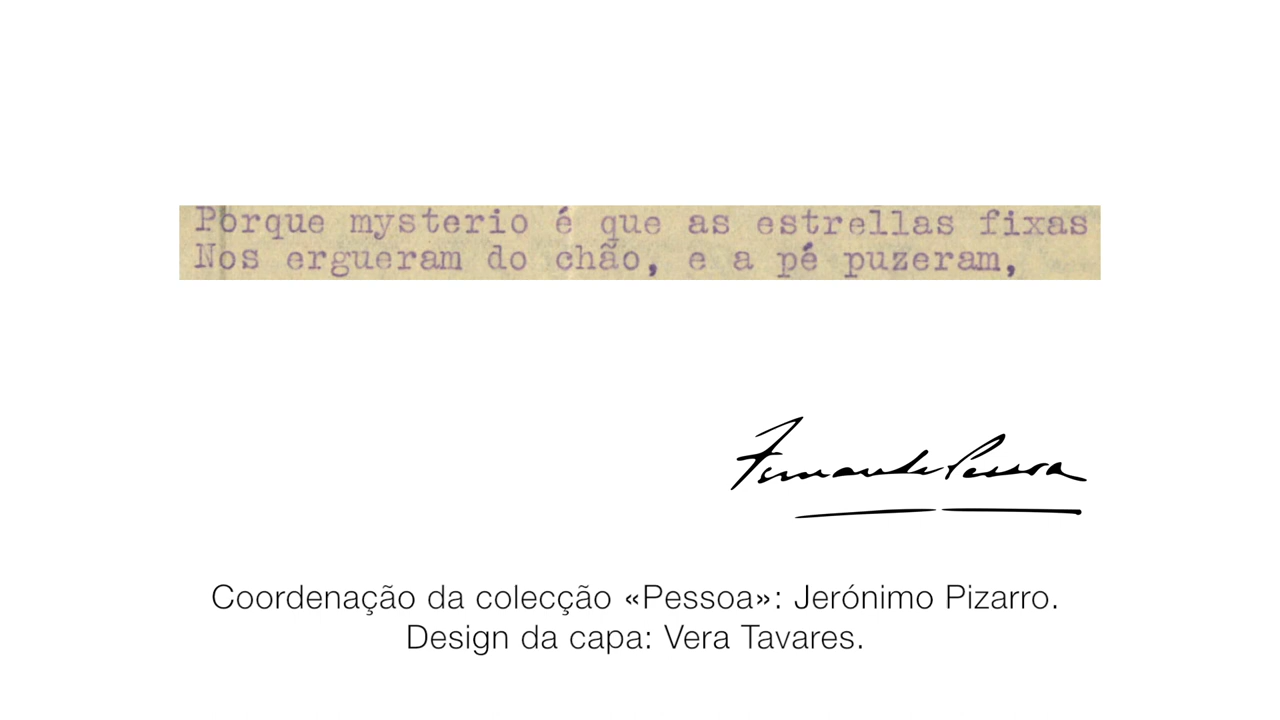 Porque mysterio é que as estrellas fixas
Nos ergueram do chão, e a pé puzeram,
Fernando Pessoa
Coordenação da colecção «Pessoa»: Jerónimo Pizarro.
Design da capa: Vera Tavares.